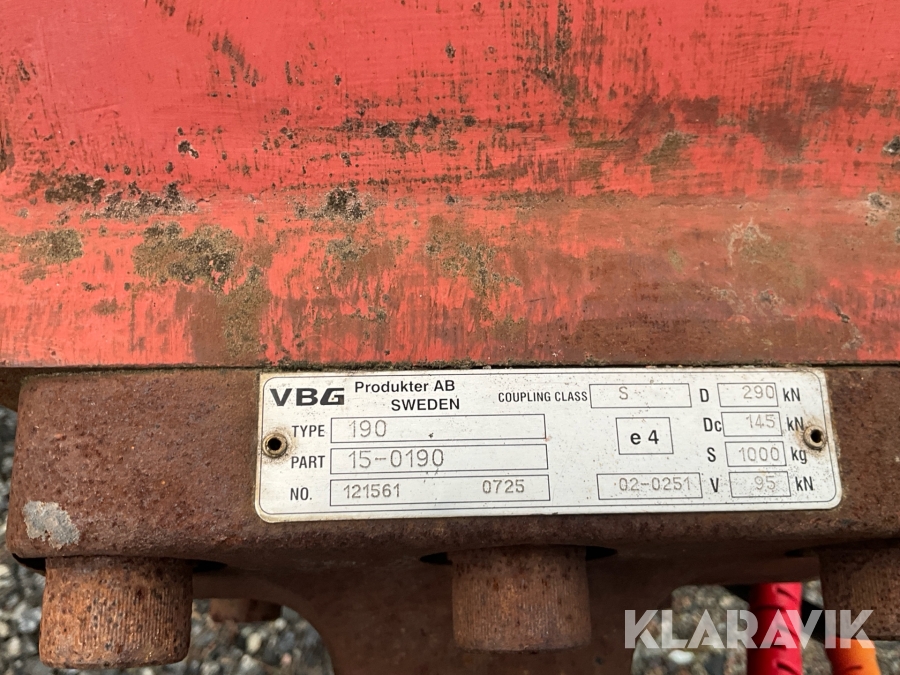 VBG Produkter AB
SWEDEN
COUPLING CLASS S
D 290 kN
TYPE 190
e 4
Dc 145 kN
PART 15-0190
S 1000 kg
NO. 121561 0725
02-0251
V 95 kN
KLARAVIK